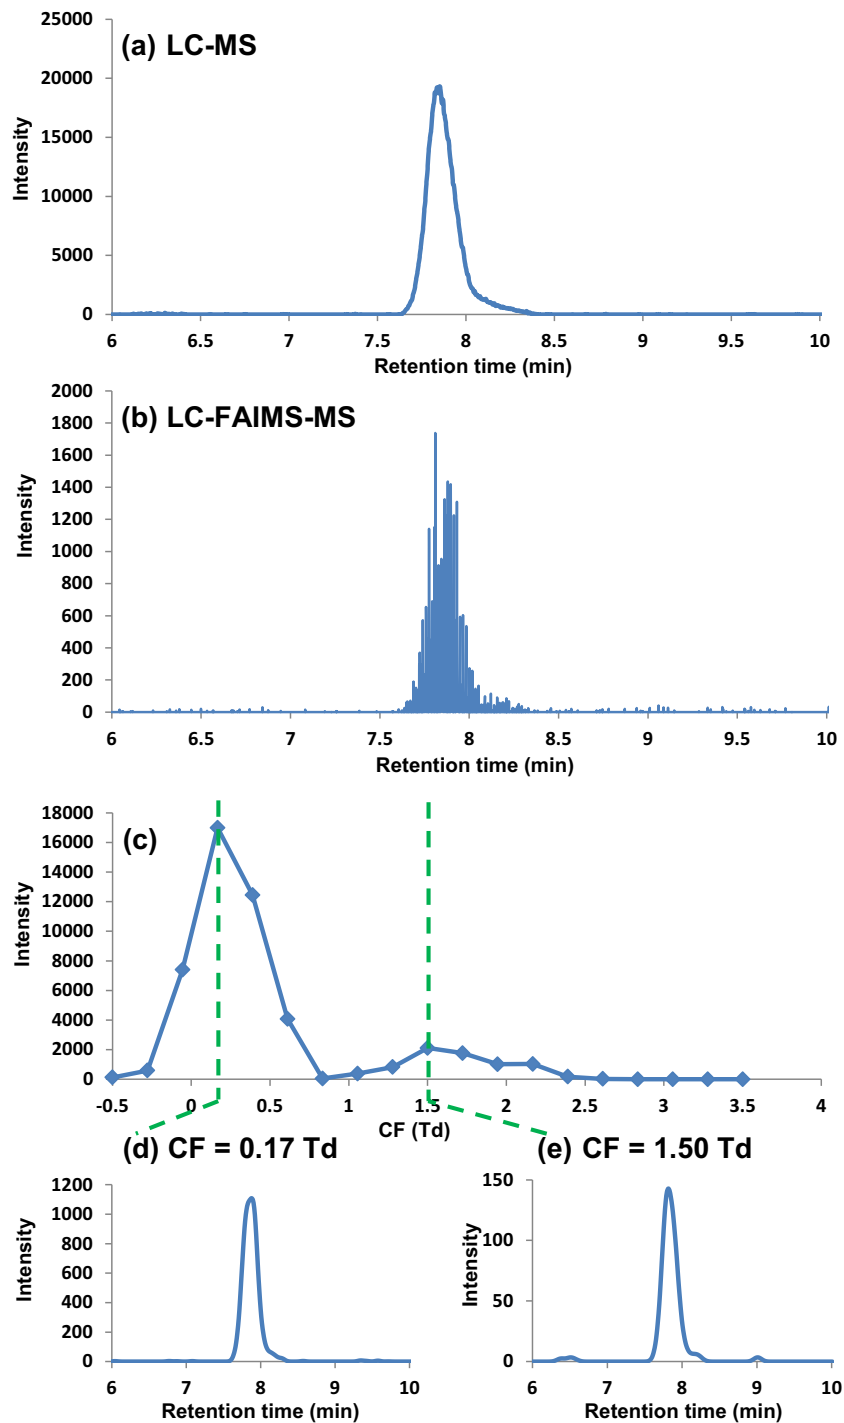 (a) LC-MS
25000
20000
15000
10000
5000
0
Intensity
6 6.5 7 7.5 8 8.5 9 9.5 10
Retention time (min)
(b) LC-FAIMS-MS
2000
1800
1600
1400
1200
1000
800
600
400
200
0
Intensity
6 6.5 7 7.5 8 8.5 9 9.5 10
Retention time (min)
(c)
18000
16000
14000
12000
10000
8000
6000
4000
2000
0
Intensity
-0.5 0 0.5 1 1.5 2 2.5 3 3.5 4
CF (Td)
(d) CF = 0.17 Td
1200
1000
800
600
400
200
0
Intensity
6 7 8 9 10
Retention time (min)
(e) CF = 1.50 Td
150
100
50
0
Intensity
6 7 8 9 10
Retention time (min)